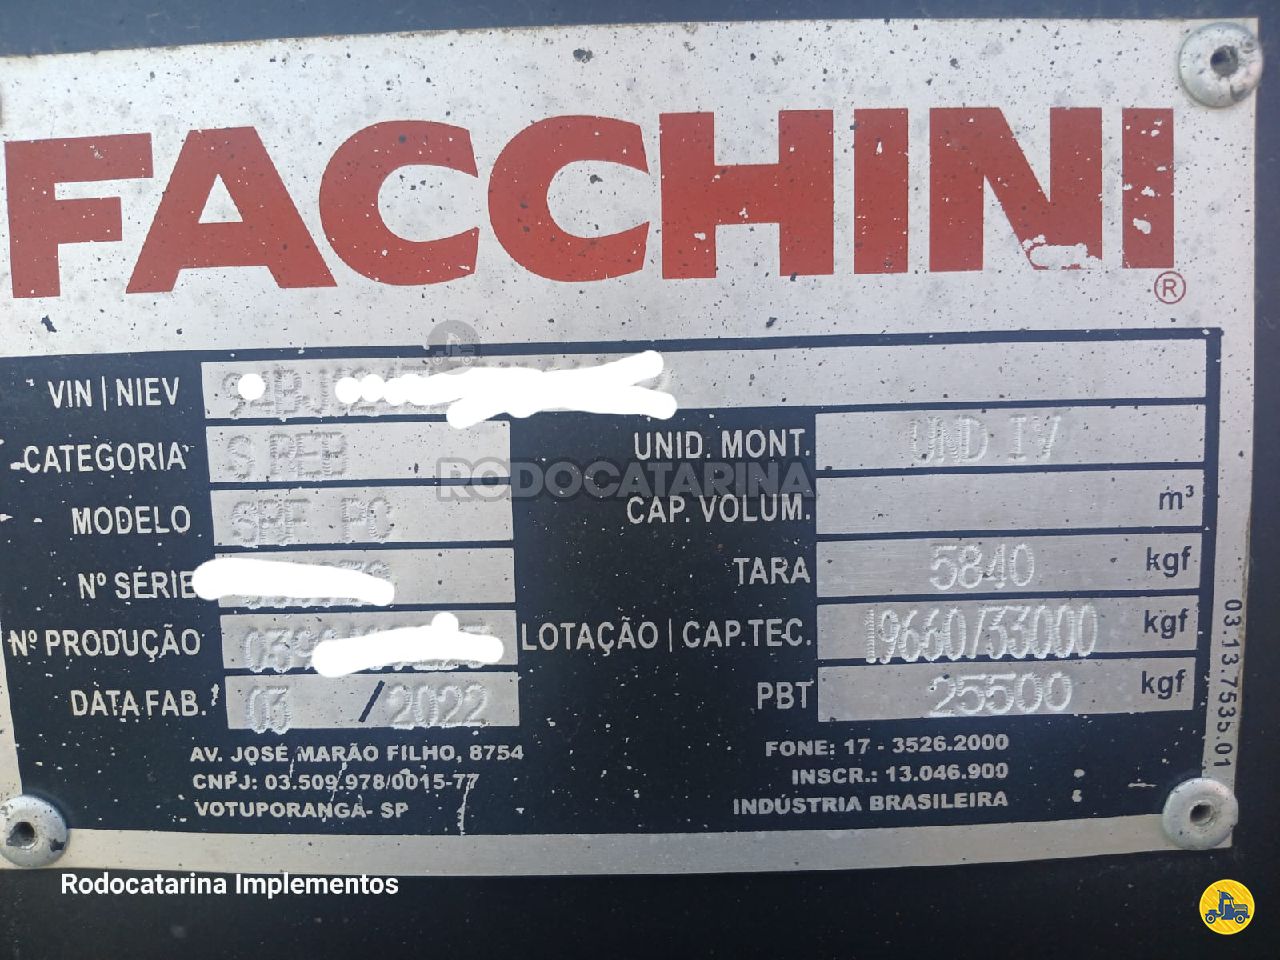 FACCHINI
®
VIN | NIEV
CATEGORIA S REB
MODELO SRF PC
Nº SÉRIE
Nº PRODUÇÃO
DATA FAB. 03 / 2022
UNID. MONT. UND IV
CAP. VOLUM. m³
TARA 5840 kgf
LOTAÇÃO | CAP.TEC. 19660/33000 kgf
PBT 25500 kgf
AV. JOSÉ MARÃO FILHO, 8754
CNPJ: 03.509.978/0015-77
VOTUPORANGA- SP
FONE: 17 - 3526.2000
INSCR.: 13.046.900
INDÚSTRIA BRASILEIRA
03.13.7535.01
RODOCATARINA
Rodocatarina Implementos